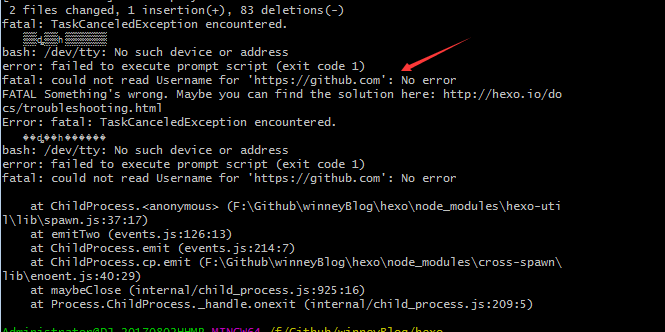 2 files changed, 1 insertion(+), 83 deletions(-)
fatal: TaskCanceledException encountered.
bash: /dev/tty: No such device or address
error: failed to execute prompt script (exit code 1)
fatal: could not read Username for 'https://github.com': No error
FATAL Something's wrong. Maybe you can find the solution here: http://hexo.io/do
cs/troubleshooting.html
Error: fatal: TaskCanceledException encountered.
��ȡ��h������
bash: /dev/tty: No such device or address
error: failed to execute prompt script (exit code 1)
fatal: could not read Username for 'https://github.com': No error
at ChildProcess.<anonymous> (F:\Github\winneyBlog\hexo\node_modules\hexo-uti
l\lib\spawn.js:37:17)
at emitTwo (events.js:126:13)
at ChildProcess.emit (events.js:214:7)
at ChildProcess.cp.emit (F:\Github\winneyBlog\hexo\node_modules\cross-spawn\
lib\enoent.js:40:29)
at maybeClose (internal/child_process.js:925:16)
at Process.ChildProcess._handle.onexit (internal/child_process.js:209:5)